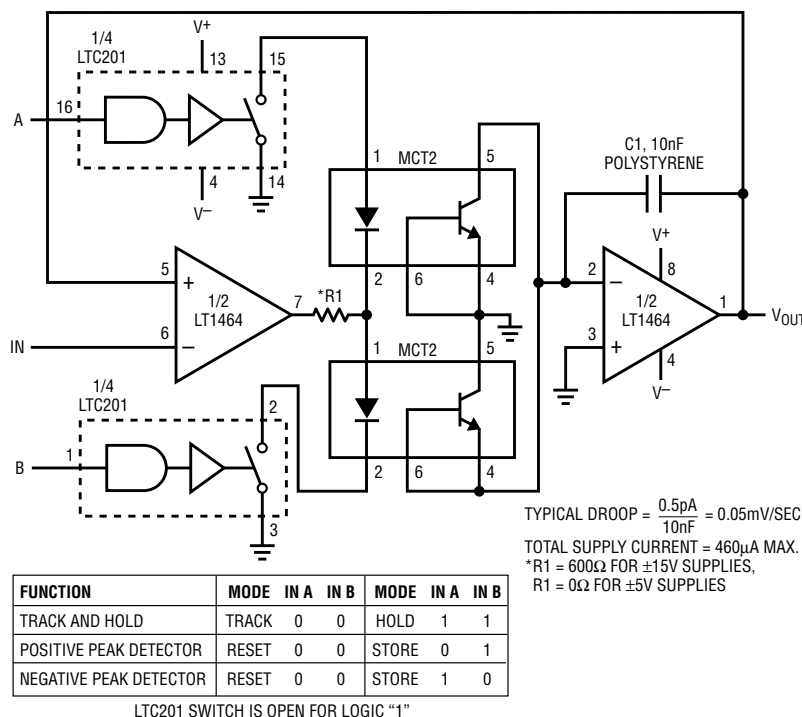 1/4
LTC201
V+
13
15
A
16
4
14
V–
1
MCT2
5
2
6
4
C1, 10nF
POLYSTYRENE
5
+
6
–
1/2
LT1464
7
*R1
IN
V+
2
–
8
3
+
1/2
LT1464
1
VOUT
4
V–
1
MCT2
5
2
6
4
1/4
LTC201
2
B
1
3
TYPICAL DROOP = 0.5pA / 10nF = 0.05mV/SEC
TOTAL SUPPLY CURRENT = 460µA MAX.
*R1 = 600Ω FOR ±15V SUPPLIES,
R1 = 0Ω FOR ±5V SUPPLIES
FUNCTION MODE IN A IN B MODE IN A IN B
TRACK AND HOLD TRACK 0 0 HOLD 1 1
POSITIVE PEAK DETECTOR RESET 0 0 STORE 0 1
NEGATIVE PEAK DETECTOR RESET 0 0 STORE 1 0
LTC201 SWITCH IS OPEN FOR LOGIC “1”